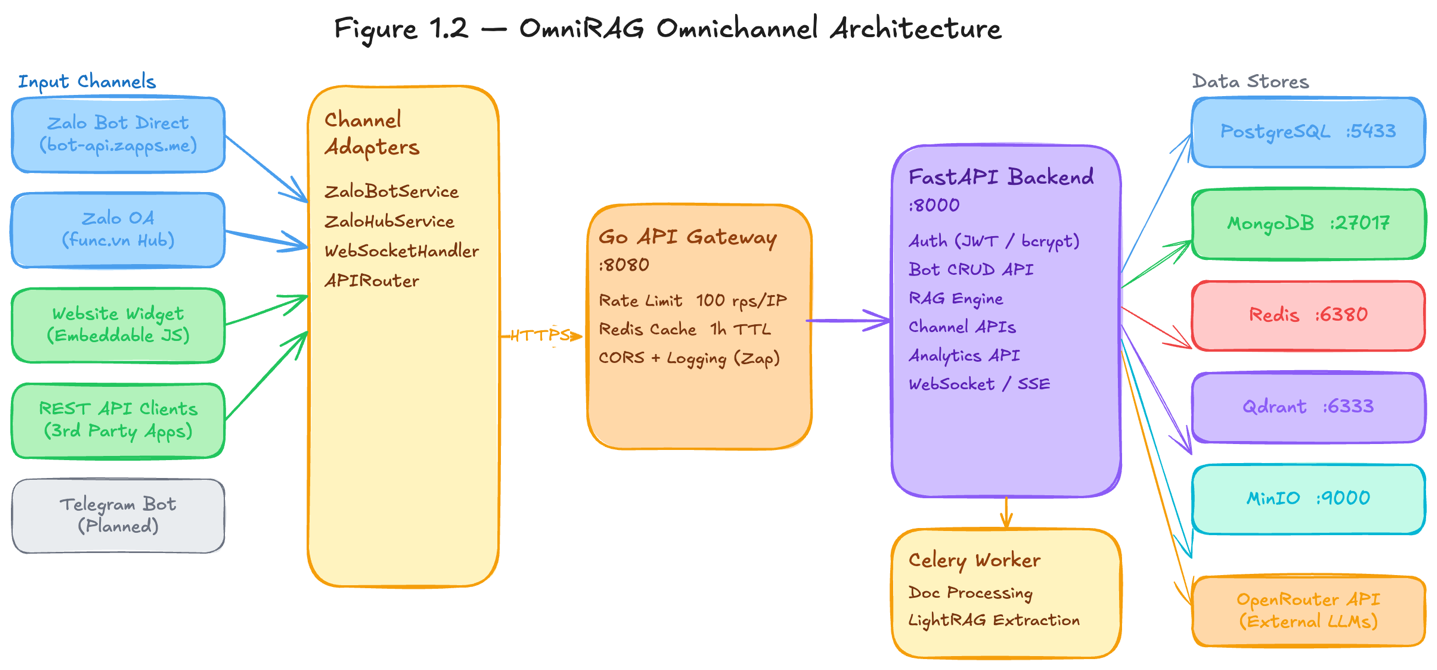 Figure 1.2 — OmniRAG Omnichannel Architecture
Input Channels
Zalo Bot Direct
(bot-api.zapps.me)
Zalo OA
(func.vn Hub)
Website Widget
(Embeddable JS)
REST API Clients
(3rd Party Apps)
Telegram Bot
(Planned)
Channel
Adapters
ZaloBotService
ZaloHubService
WebSocketHandler
APIRouter
HTTPS
Go API Gateway
:8080
Rate Limit 100 rps/IP
Redis Cache 1h TTL
CORS + Logging (Zap)
FastAPI Backend
:8000
Auth (JWT / bcrypt)
Bot CRUD API
RAG Engine
Channel APIs
Analytics API
WebSocket / SSE
Celery Worker
Doc Processing
LightRAG Extraction
Data Stores
PostgreSQL :5433
MongoDB :27017
Redis :6380
Qdrant :6333
MinIO :9000
OpenRouter API
(External LLMs)